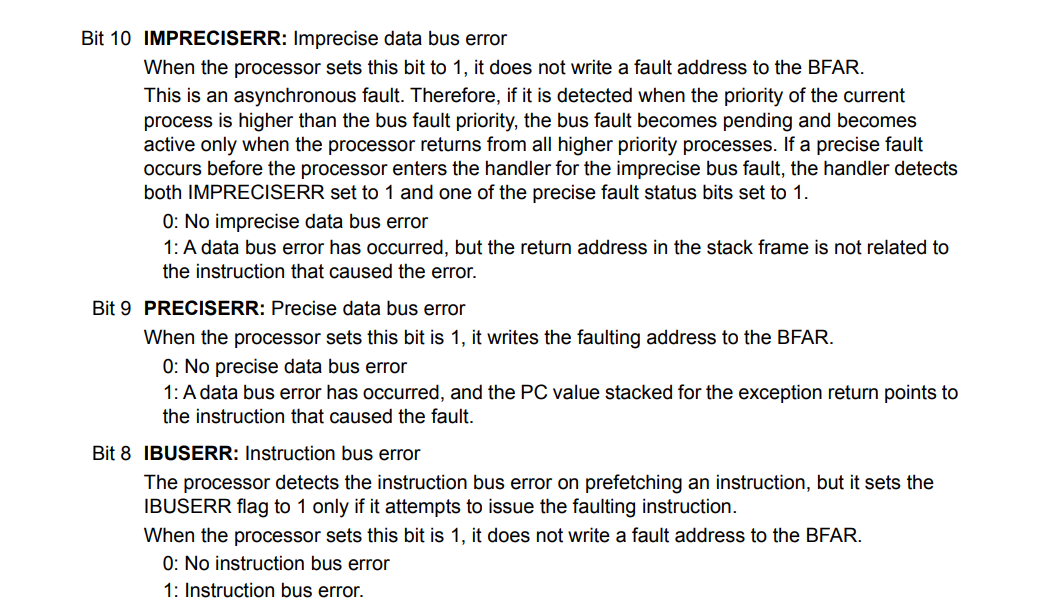 Bit 10 IMPRECISERR: Imprecise data bus error
When the processor sets this bit to 1, it does not write a fault address to the BFAR.
This is an asynchronous fault. Therefore, if it is detected when the priority of the current
process is higher than the bus fault priority, the bus fault becomes pending and becomes
active only when the processor returns from all higher priority processes. If a precise fault
occurs before the processor enters the handler for the imprecise bus fault, the handler detects
both IMPRECISERR set to 1 and one of the precise fault status bits set to 1.
0: No imprecise data bus error
1: A data bus error has occurred, but the return address in the stack frame is not related to
the instruction that caused the error.
Bit 9 PRECISERR: Precise data bus error
When the processor sets this bit is 1, it writes the faulting address to the BFAR.
0: No precise data bus error
1: A data bus error has occurred, and the PC value stacked for the exception return points to
the instruction that caused the fault.
Bit 8 IBUSERR: Instruction bus error
The processor detects the instruction bus error on prefetching an instruction, but it sets the
IBUSERR flag to 1 only if it attempts to issue the faulting instruction.
When the processor sets this bit is 1, it does not write a fault address to the BFAR.
0: No instruction bus error
1: Instruction bus error.